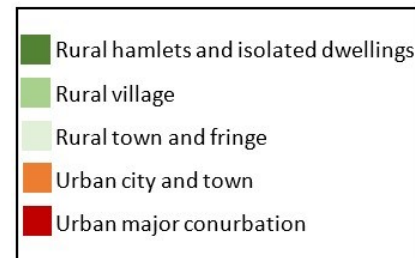 Rural hamlets and isolated dwellings
Rural village
Rural town and fringe
Urban city and town
Urban major conurbation